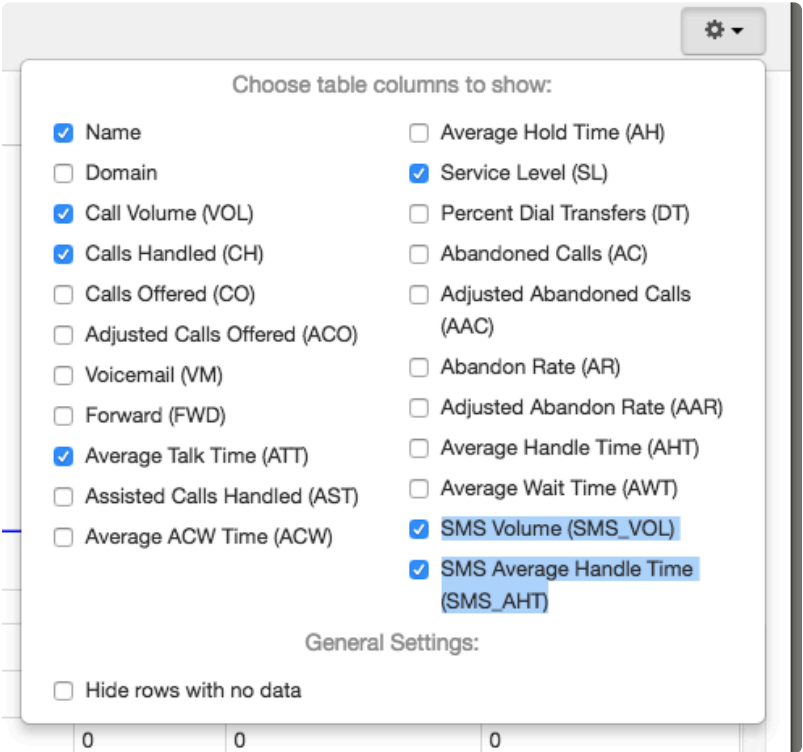 Choose table columns to show:
Name
Domain
Call Volume (VOL)
Calls Handled (CH)
Calls Offered (CO)
Adjusted Calls Offered (ACO)
Voicemail (VM)
Forward (FWD)
Average Talk Time (ATT)
Assisted Calls Handled (AST)
Average ACW Time (ACW)
Average Hold Time (AH)
Service Level (SL)
Percent Dial Transfers (DT)
Abandoned Calls (AC)
Adjusted Abandoned Calls
(AAC)
Abandon Rate (AR)
Adjusted Abandon Rate (AAR)
Average Handle Time (AHT)
Average Wait Time (AWT)
SMS Volume (SMS_VOL)
SMS Average Handle Time
(SMS_AHT)
General Settings:
Hide rows with no data
0 0 0